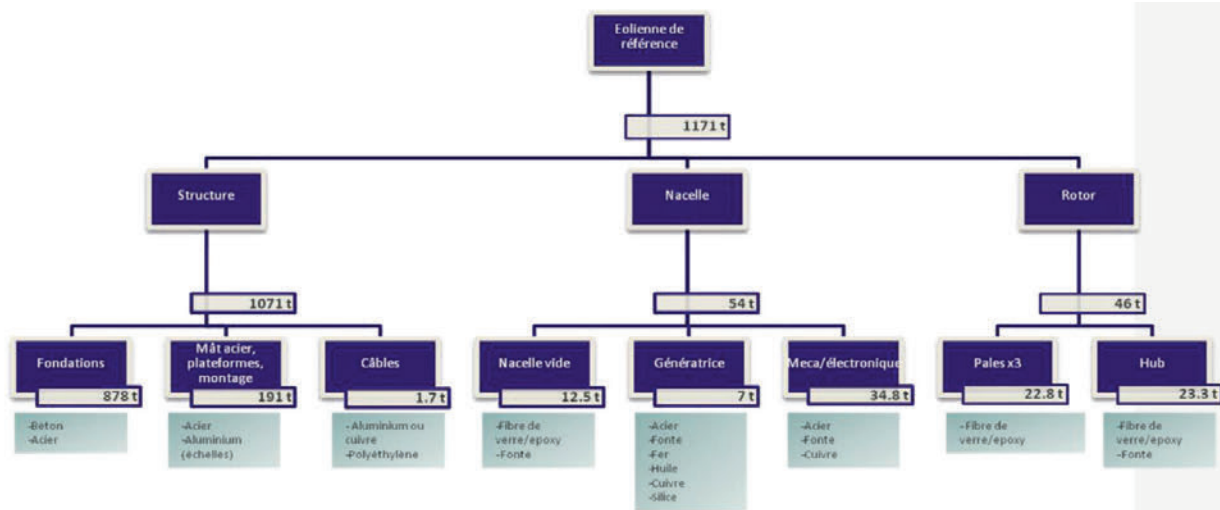 Eolienne de
référence
1171 t
Structure
Nacelle
Rotor
1071 t
54 t
46 t
Fondations
878 t
Mât acier,
plateformes,
montage
191 t
Câbles
1.7 t
Nacelle vide
12.5 t
Génératrice
7 t
Meca/électronique
34.8 t
Pales x3
22.8 t
Hub
23.3 t
-Béton
-Acier
-Acier
-Aluminium
(échelles)
- Aluminium ou
cuivre
-Polyéthylène
-Fibre de
verre/epoxy
-Fonte
-Acier
-Fonte
-Fer
-Huile
-Cuivre
-Silice
-Acier
-Fonte
-Cuivre
-Fibre de
verre/epoxy
-Fibre de
verre/epoxy
-Fonte